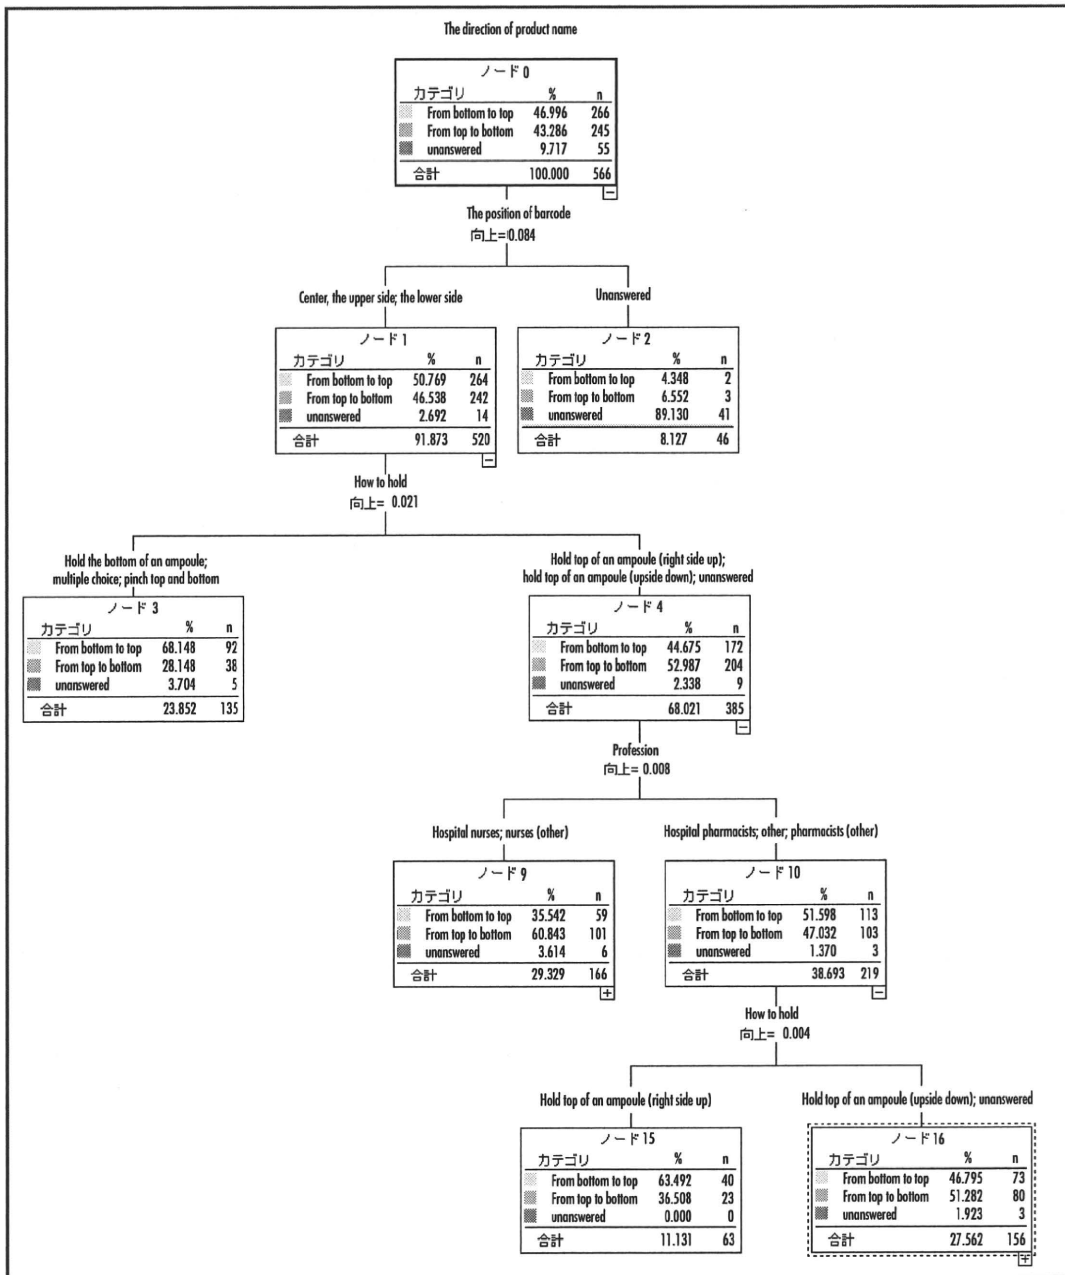 The direction of product name
ノード 0
カテゴリ % n
From bottom to top 46.996 266
From top to bottom 43.286 245
unanswered 9.717 55
合計 100.000 566
The position of barcode
向上=0.084
Center, the upper side; the lower side
Unanswered
ノード 1
カテゴリ % n
From bottom to top 50.769 264
From top to bottom 46.538 242
unanswered 2.692 14
合計 91.873 520
ノード 2
カテゴリ % n
From bottom to top 4.348 2
From top to bottom 6.552 3
unanswered 89.130 41
合計 8.127 46
How to hold
向上= 0.021
Hold the bottom of an ampoule;
multiple choice; pinch top and bottom
Hold top of an ampoule (right side up);
hold top of an ampoule (upside down); unanswered
ノード 3
カテゴリ % n
From bottom to top 68.148 92
From top to bottom 28.148 38
unanswered 3.704 5
合計 23.852 135
ノード 4
カテゴリ % n
From bottom to top 44.675 172
From top to bottom 52.987 204
unanswered 2.338 9
合計 68.021 385
Profession
向上= 0.008
Hospital nurses; nurses (other)
Hospital pharmacists; other; pharmacists (other)
ノード 9
カテゴリ % n
From bottom to top 35.542 59
From top to bottom 60.843 101
unanswered 3.614 6
合計 29.329 166
ノード 10
カテゴリ % n
From bottom to top 51.598 113
From top to bottom 47.032 103
unanswered 1.370 3
合計 38.693 219
How to hold
向上= 0.004
Hold top of an ampoule (right side up)
Hold top of an ampoule (upside down); unanswered
ノード 15
カテゴリ % n
From bottom to top 63.492 40
From top to bottom 36.508 23
unanswered 0.000 0
合計 11.131 63
ノード 16
カテゴリ % n
From bottom to top 46.795 73
From top to bottom 51.282 80
unanswered 1.923 3
合計 27.562 156